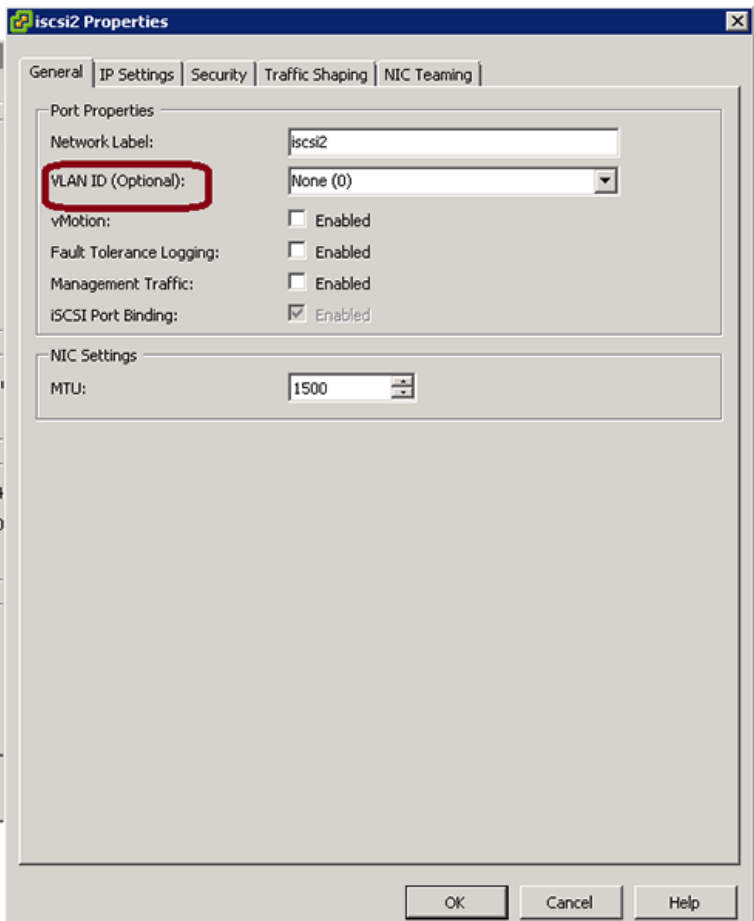 iscsi2 Properties
General IP Settings Security Traffic Shaping NIC Teaming
Port Properties
Network Label: iscsi2
VLAN ID (Optional): None (0)
vMotion: Enabled
Fault Tolerance Logging: Enabled
Management Traffic: Enabled
iSCSI Port Binding: Enabled
NIC Settings
MTU: 1500
OK Cancel Help